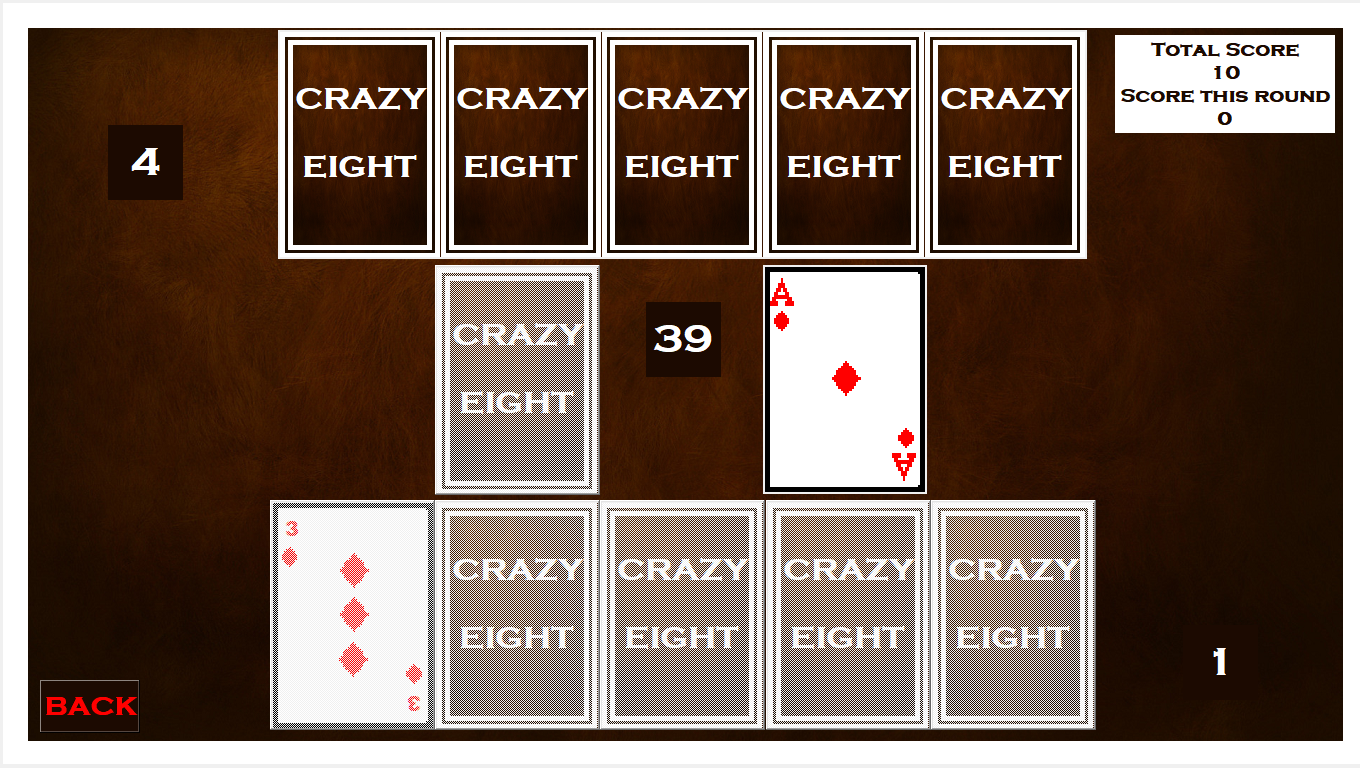 Total Score
10
Score this round
0
CRAZY CRAZY CRAZY CRAZY CRAZY
EIGHT EIGHT EIGHT EIGHT EIGHT
4
A
CRAZY
EIGHT
39
A
3
CRAZY CRAZY CRAZY CRAZY
EIGHT EIGHT EIGHT EIGHT
3
1
BACK